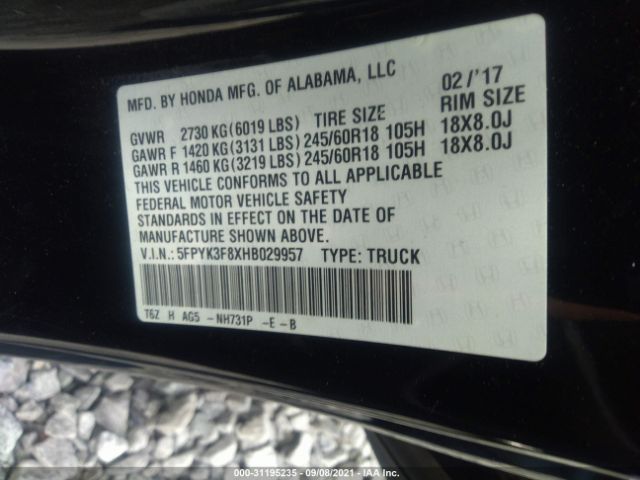 MFD. BY HONDA MFG. OF ALABAMA, LLC 02 /'17
GVWR 2730 KG(6019 LBS) TIRE SIZE RIM SIZE
GAWR F 1420 KG(3131 LBS) 245/60R18 105H 18X8.0J
GAWR R 1460 KG(3219 LBS) 245/60R18 105H 18X8.0J
THIS VEHICLE CONFORMS TO ALL APPLICABLE
FEDERAL MOTOR VEHICLE SAFETY
STANDARDS IN EFFECT ON THE DATE OF
MANUFACTURE SHOWN ABOVE.
V.I.N.: 5FPYK3F8XHB029957 TYPE: TRUCK
T6Z H AG5 -NH731P -E -B
000-31195235 - 09/08/2021 - IAA Inc.